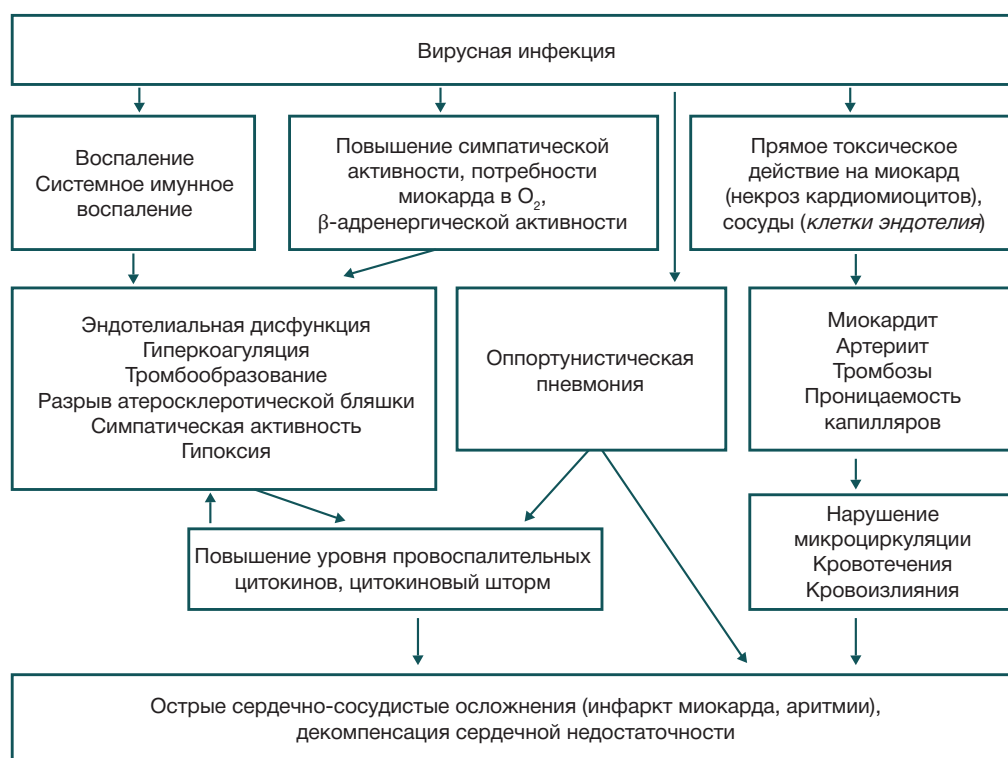 Вирусная инфекция
Воспаление
Системное имунное
воспаление
Повышение симпатической
активности, потребности
миокарда в O₂,
β-адренергической активности
Прямое токсическое
действие на миокард
(некроз кардиомиоцитов),
сосуды (клетки эндотелия)
Эндотелиальная дисфункция
Гиперкоагуляция
Тромбообразование
Разрыв атеросклеротической бляшки
Симпатическая активность
Гипоксия
Оппортунистическая
пневмония
Миокардит
Артериит
Тромбозы
Проницаемость
капилляров
Повышение уровня провоспалительных
цитокинов, цитокиновый шторм
Нарушение
микроциркуляции
Кровотечения
Кровоизлияния
Острые сердечно-сосудистые осложнения (инфаркт миокарда, аритмии),
декомпенсация сердечной недостаточности